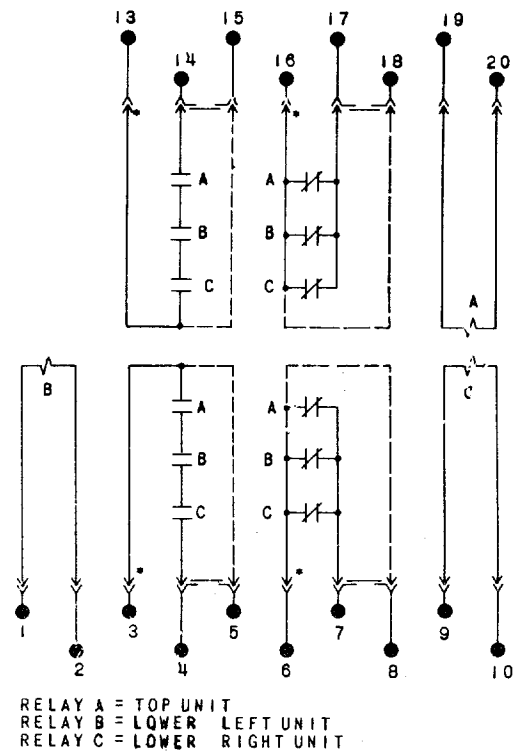 13 15 17 19
14 16 18 20
* *
A A
B B
C C
A
B C
A A
B B
C C
* *
1 3 5 7 9
2 4 6 8 10
RELAY A = TOP UNIT
RELAY B = LOWER LEFT UNIT
RELAY C = LOWER RIGHT UNIT